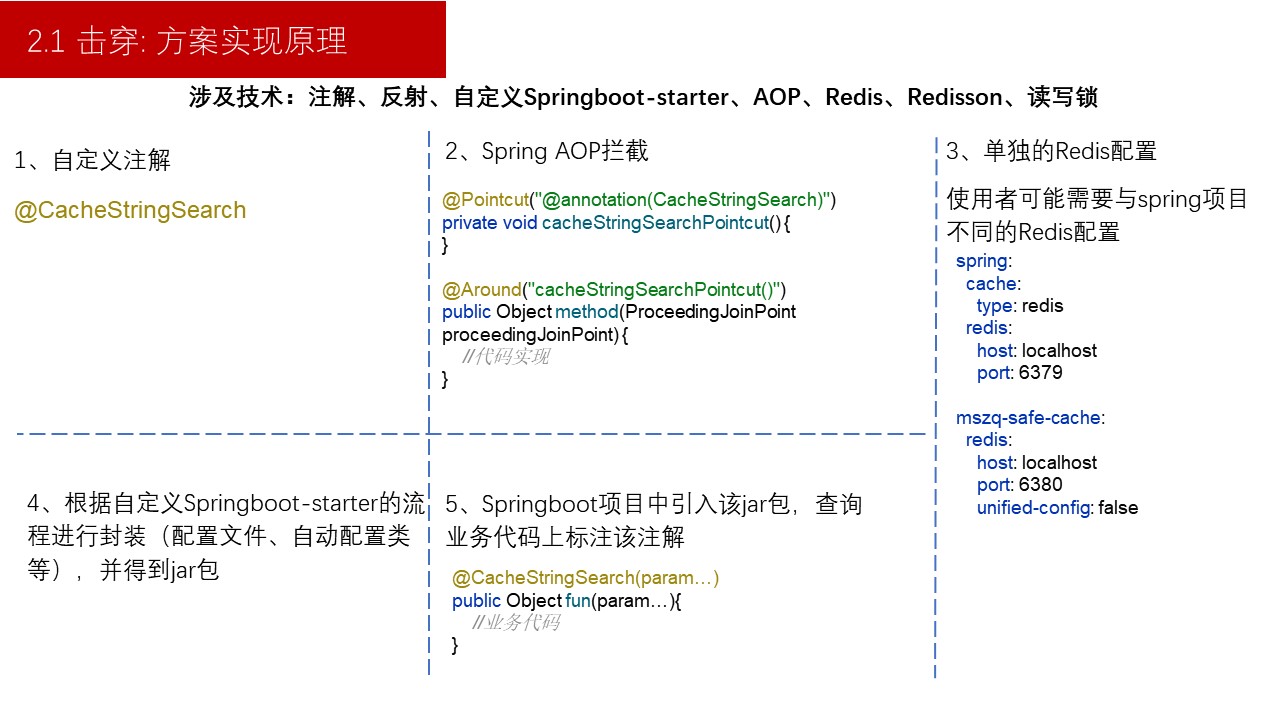 2.1 击穿: 方案实现原理
涉及技术：注解、反射、自定义Springboot-starter、AOP、Redis、Redisson、读写锁
1、自定义注解
@CacheStringSearch
2、Spring AOP拦截
@Pointcut("@annotation(CacheStringSearch)")
private void cacheStringSearchPointcut(){
}
@Around("cacheStringSearchPointcut()")
public Object method(ProceedingJoinPoint
proceedingJoinPoint){
//代码实现
}
3、单独的Redis配置
使用者可能需要与spring项目
不同的Redis配置
spring:
cache:
type: redis
redis:
host: localhost
port: 6379
mszq-safe-cache:
redis:
host: localhost
port: 6380
unified-config: false
4、根据自定义Springboot-starter的流
程进行封装（配置文件、自动配置类
等），并得到jar包
5、Springboot项目中引入该jar包，查询
业务代码上标注该注解
@CacheStringSearch(param…)
public Object fun(param…){
//业务代码
}